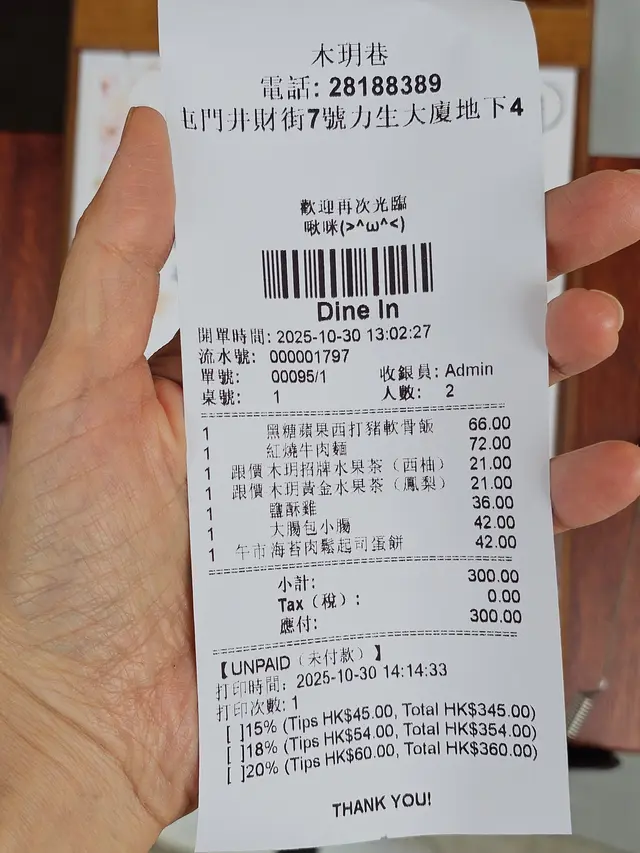 木玥巷
電話: 28188389
屯門井財街7號力生大廈地下4
歡迎再次光臨
啾咪(>^ω^<)
Dine In
開單時間: 2025-10-30 13:02:27
流水號: 000001797
單號: 00095/1 收銀員: Admin
桌號: 1 人數: 2
1 黑糖蘋果西打豬軟骨飯 66.00
1 紅燒牛肉麵 72.00
1 跟價 木玥招牌水果茶（西柚） 21.00
1 跟價 木玥黃金水果茶（鳳梨） 21.00
1 鹽酥雞 36.00
1 大腸包小腸 42.00
1 午市 海苔肉鬆起司蛋餅 42.00
小計: 300.00
Tax（稅）: 0.00
應付: 300.00
【UNPAID（未付款）】
打印時間: 2025-10-30 14:14:33
打印次數: 1
[ ]15% (Tips HK$45.00, Total HK$345.00)
[ ]18% (Tips HK$54.00, Total HK$354.00)
[ ]20% (Tips HK$60.00, Total HK$360.00)
THANK YOU!